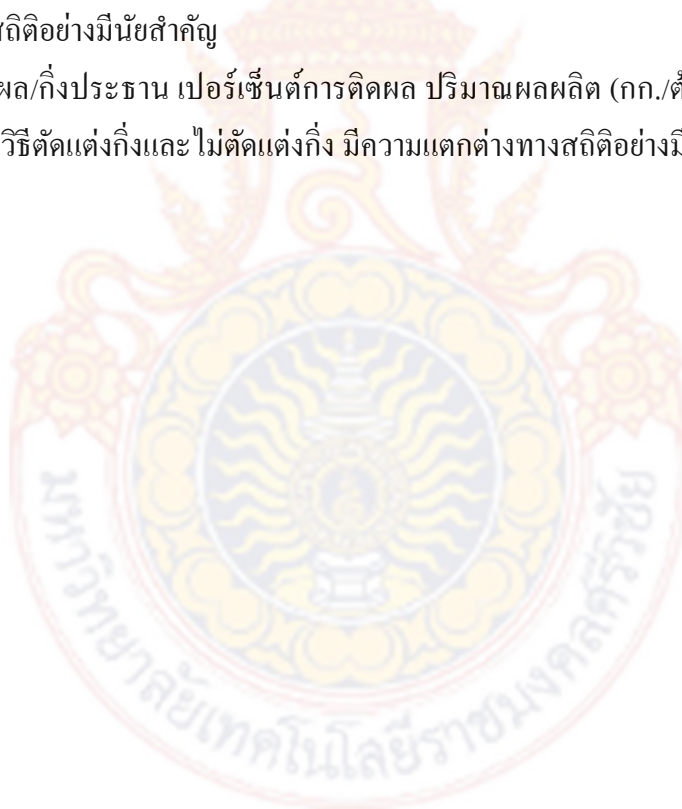 สถิติอย่างมีนัยสำคัญ
ผล/กิ่งประธาน เปอร์เซ็นต์การติดผล ปริมาณผลผลิต (กก./ต้
วิธีตัดแต่งกิ่งและไม่ตัดแต่งกิ่ง มีความแตกต่างทางสถิติอย่างมี
มหาวิทยาลัยเทคโนโลยีราชมงคลศรีวิชัย